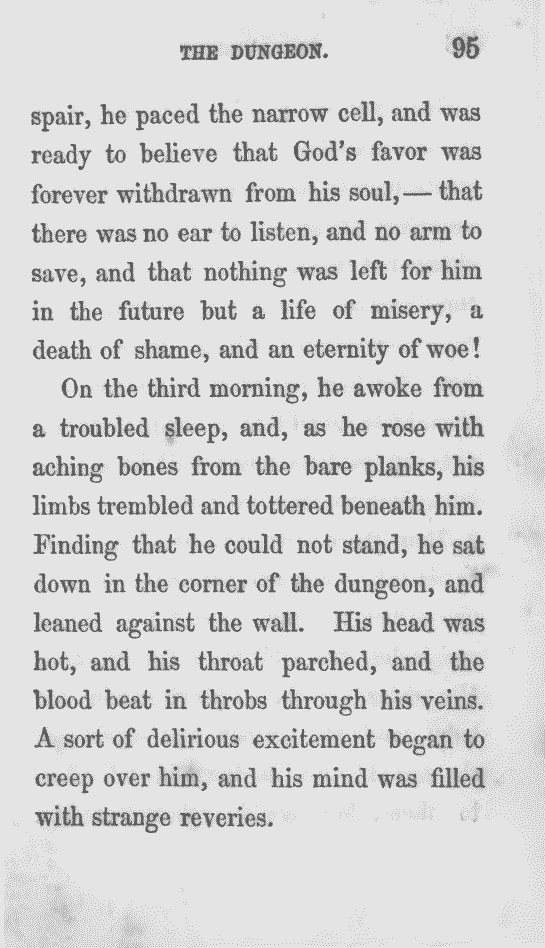 THE DUNGEON. 95
spair, he paced the narrow cell, and was
ready to believe that God's favor was
forever withdrawn from his soul,— that
there was no ear to listen, and no arm to
save, and that nothing was left for him
in the future but a life of misery, a
death of shame, and an eternity of woe!
On the third morning, he awoke from
a troubled sleep, and, as he rose with
aching bones from the bare planks, his
limbs trembled and tottered beneath him.
Finding that he could not stand, he sat
down in the corner of the dungeon, and
leaned against the wall. His head was
hot, and his throat parched, and the
blood beat in throbs through his veins.
A sort of delirious excitement began to
creep over him, and his mind was filled
with strange reveries.